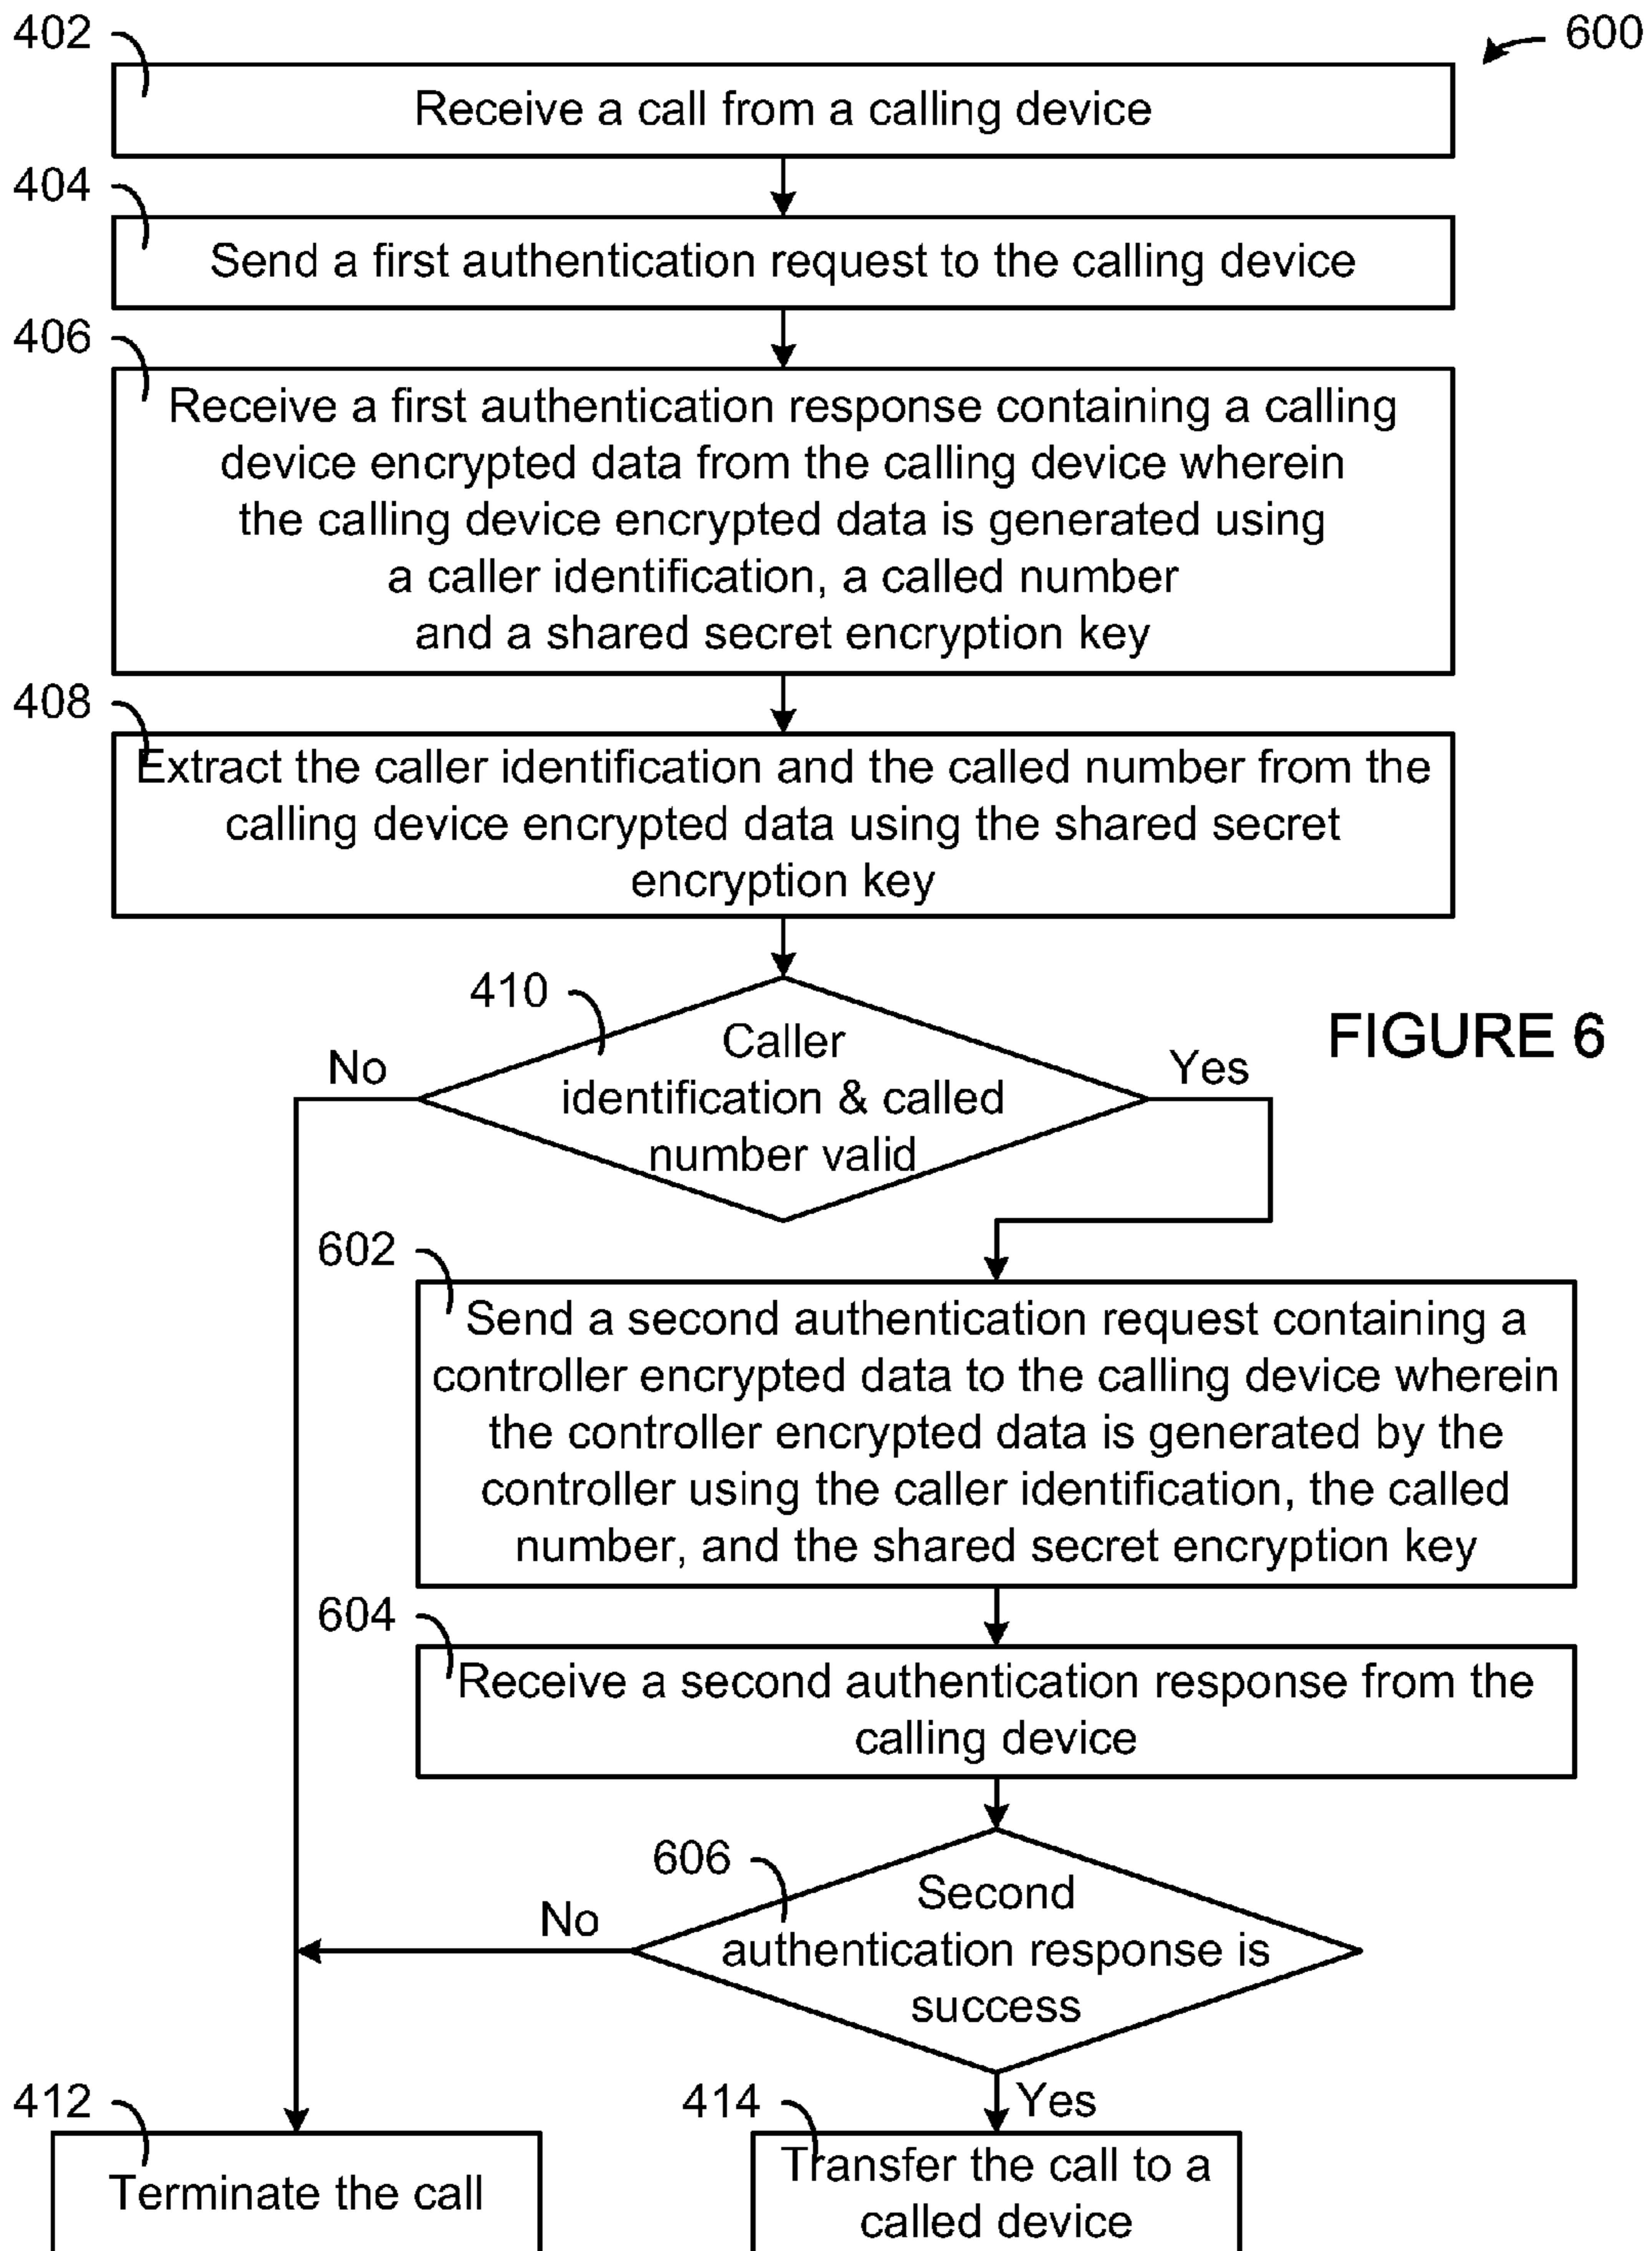 402
600
Receive a call from a calling device
404
Send a first authentication request to the calling device
406
Receive a first authentication response containing a calling
device encrypted data from the calling device wherein
the calling device encrypted data is generated using
a caller identification, a called number
and a shared secret encryption key
408
Extract the caller identification and the called number from the
calling device encrypted data using the shared secret
encryption key
410
Caller
identification & called
number valid
No
Yes
FIGURE 6
602
Send a second authentication request containing a
controller encrypted data to the calling device wherein
the controller encrypted data is generated by the
controller using the caller identification, the called
number, and the shared secret encryption key
604
Receive a second authentication response from the
calling device
606
Second
authentication response is
success
No
Yes
412
Terminate the call
414
Transfer the call to a
called device